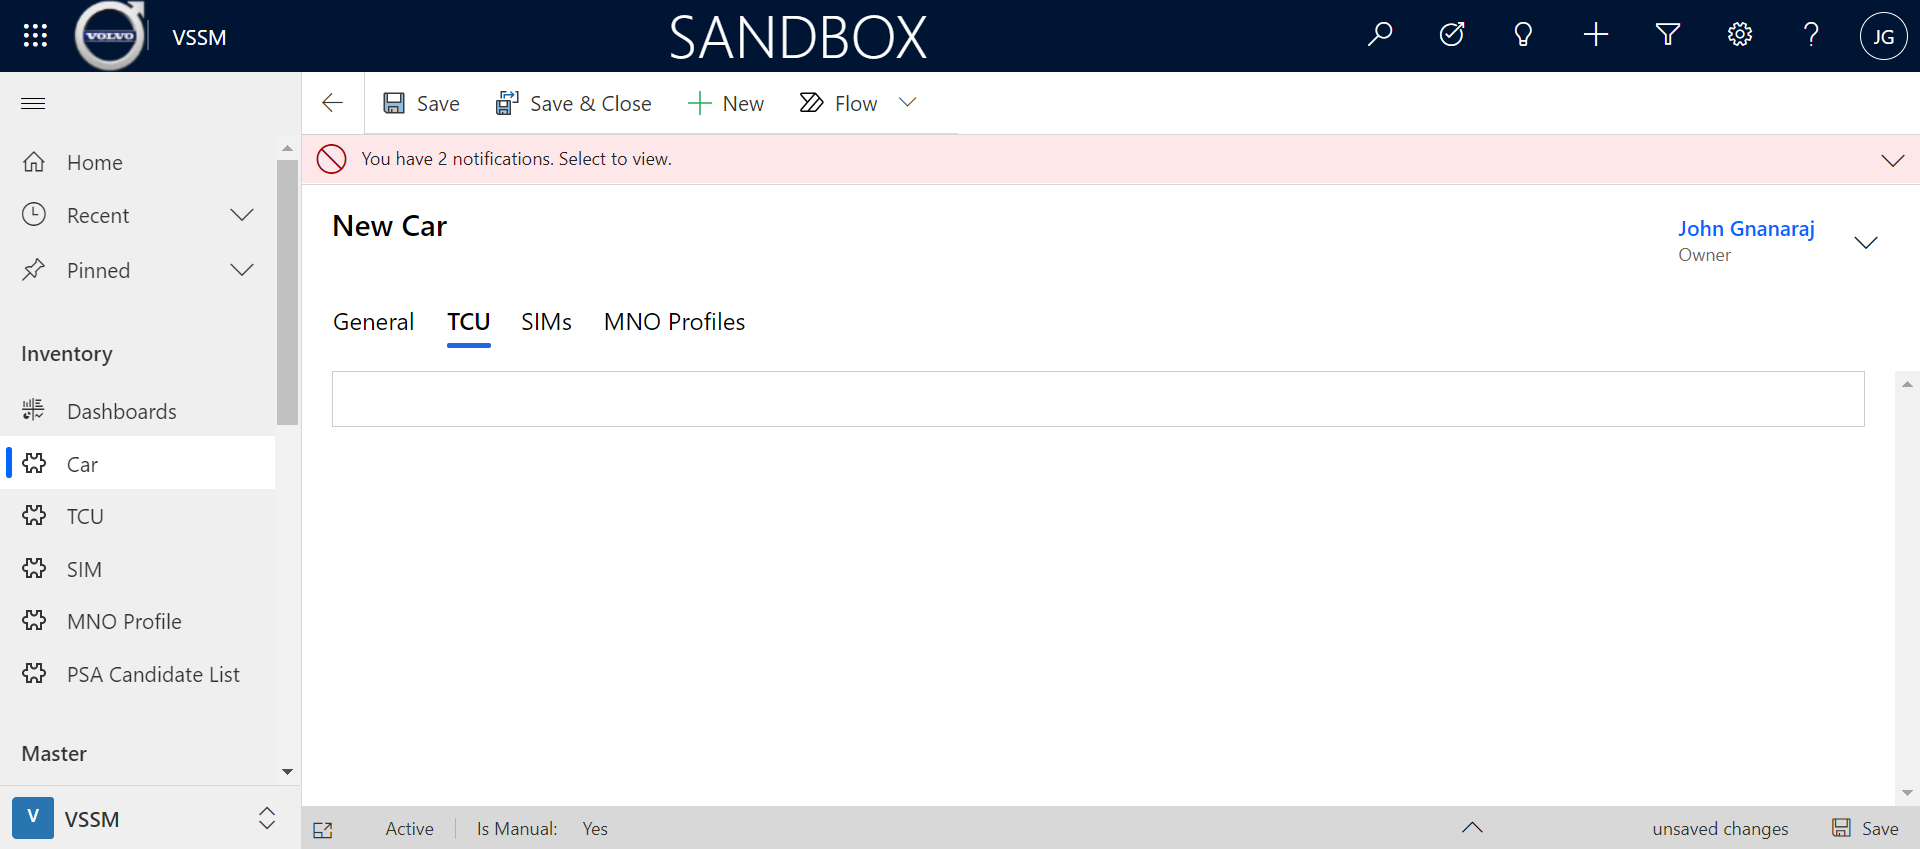 VOLVO
VSSM
SANDBOX
JG
Save
Save & Close
New
Flow
You have 2 notifications. Select to view.
Home
Recent
Pinned
Inventory
Dashboards
Car
TCU
SIM
MNO Profile
PSA Candidate List
Master
V
VSSM
New Car
John Gnanaraj
Owner
General
TCU
SIMs
MNO Profiles
Active
Is Manual:
Yes
unsaved changes
Save